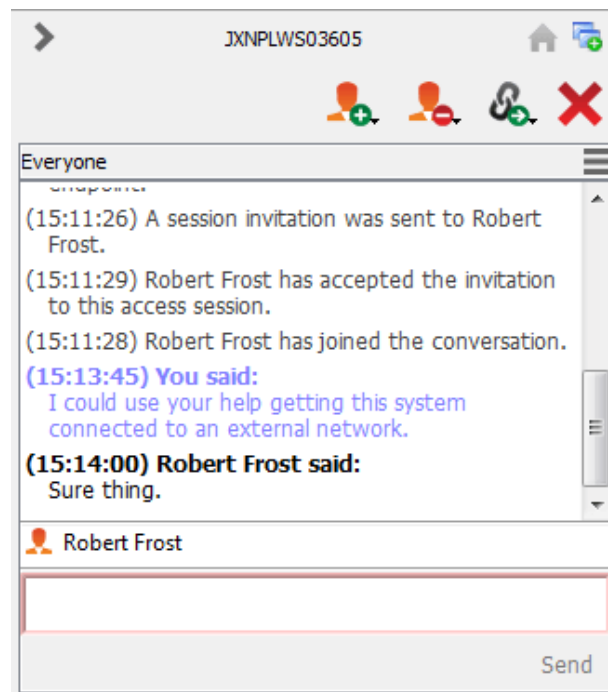 JXNPLWS03605
Everyone
endpoint.
(15:11:26) A session invitation was sent to Robert
Frost.
(15:11:29) Robert Frost has accepted the invitation
to this access session.
(15:11:28) Robert Frost has joined the conversation.
(15:13:45) You said:
I could use your help getting this system
connected to an external network.
(15:14:00) Robert Frost said:
Sure thing.
Robert Frost
Send